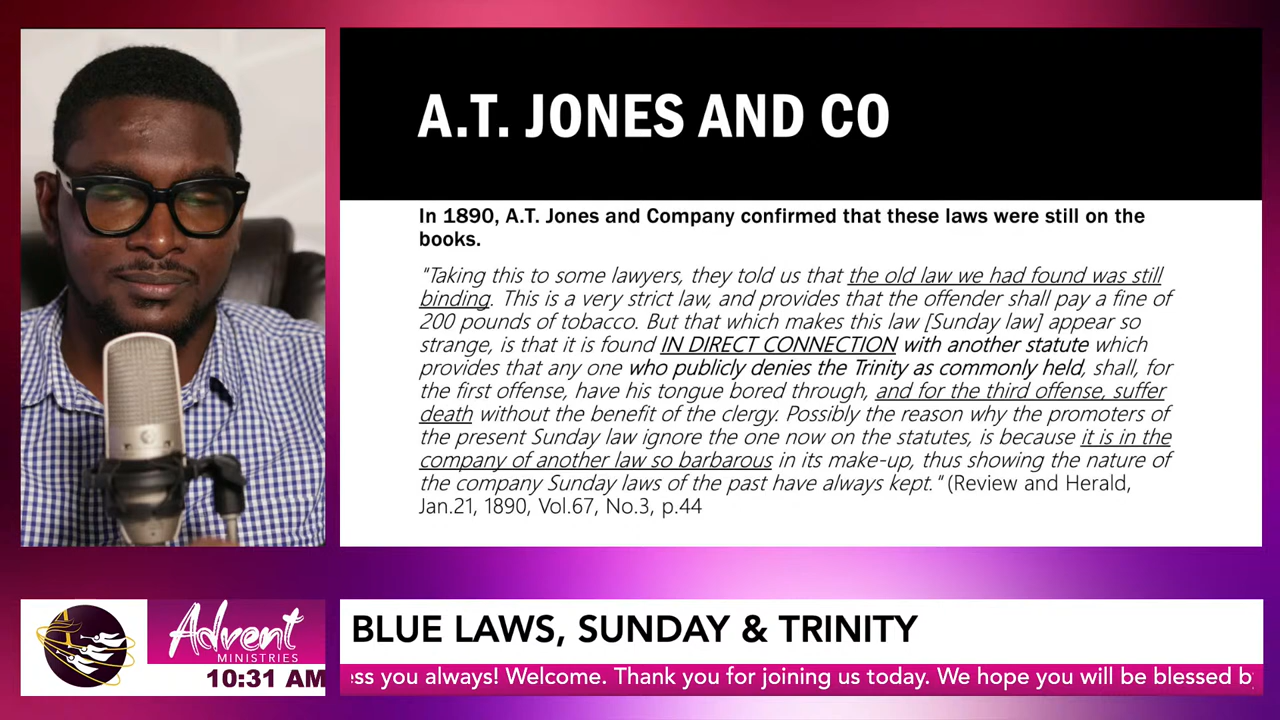 A.T. JONES AND CO
In 1890, A.T. Jones and Company confirmed that these laws were still on the
books.
"Taking this to some lawyers, they told us that the old law we had found was still
binding. This is a very strict law, and provides that the offender shall pay a fine of
200 pounds of tobacco. But that which makes this law [Sunday law] appear so
strange, is that it is found IN DIRECT CONNECTION with another statute which
provides that any one who publicly denies the Trinity as commonly held, shall, for
the first offense, have his tongue bored through, and for the third offense, suffer
death without the benefit of the clergy. Possibly the reason why the promoters of
the present Sunday law ignore the one now on the statutes, is because it is in the
company of another law so barbarous in its make-up, thus showing the nature of
the company Sunday laws of the past have always kept." (Review and Herald,
Jan.21, 1890, Vol.67, No.3, p.44
Advent
MINISTRIES
10:31 AM
BLUE LAWS, SUNDAY & TRINITY
ess you always! Welcome. Thank you for joining us today. We hope you will be blessed b